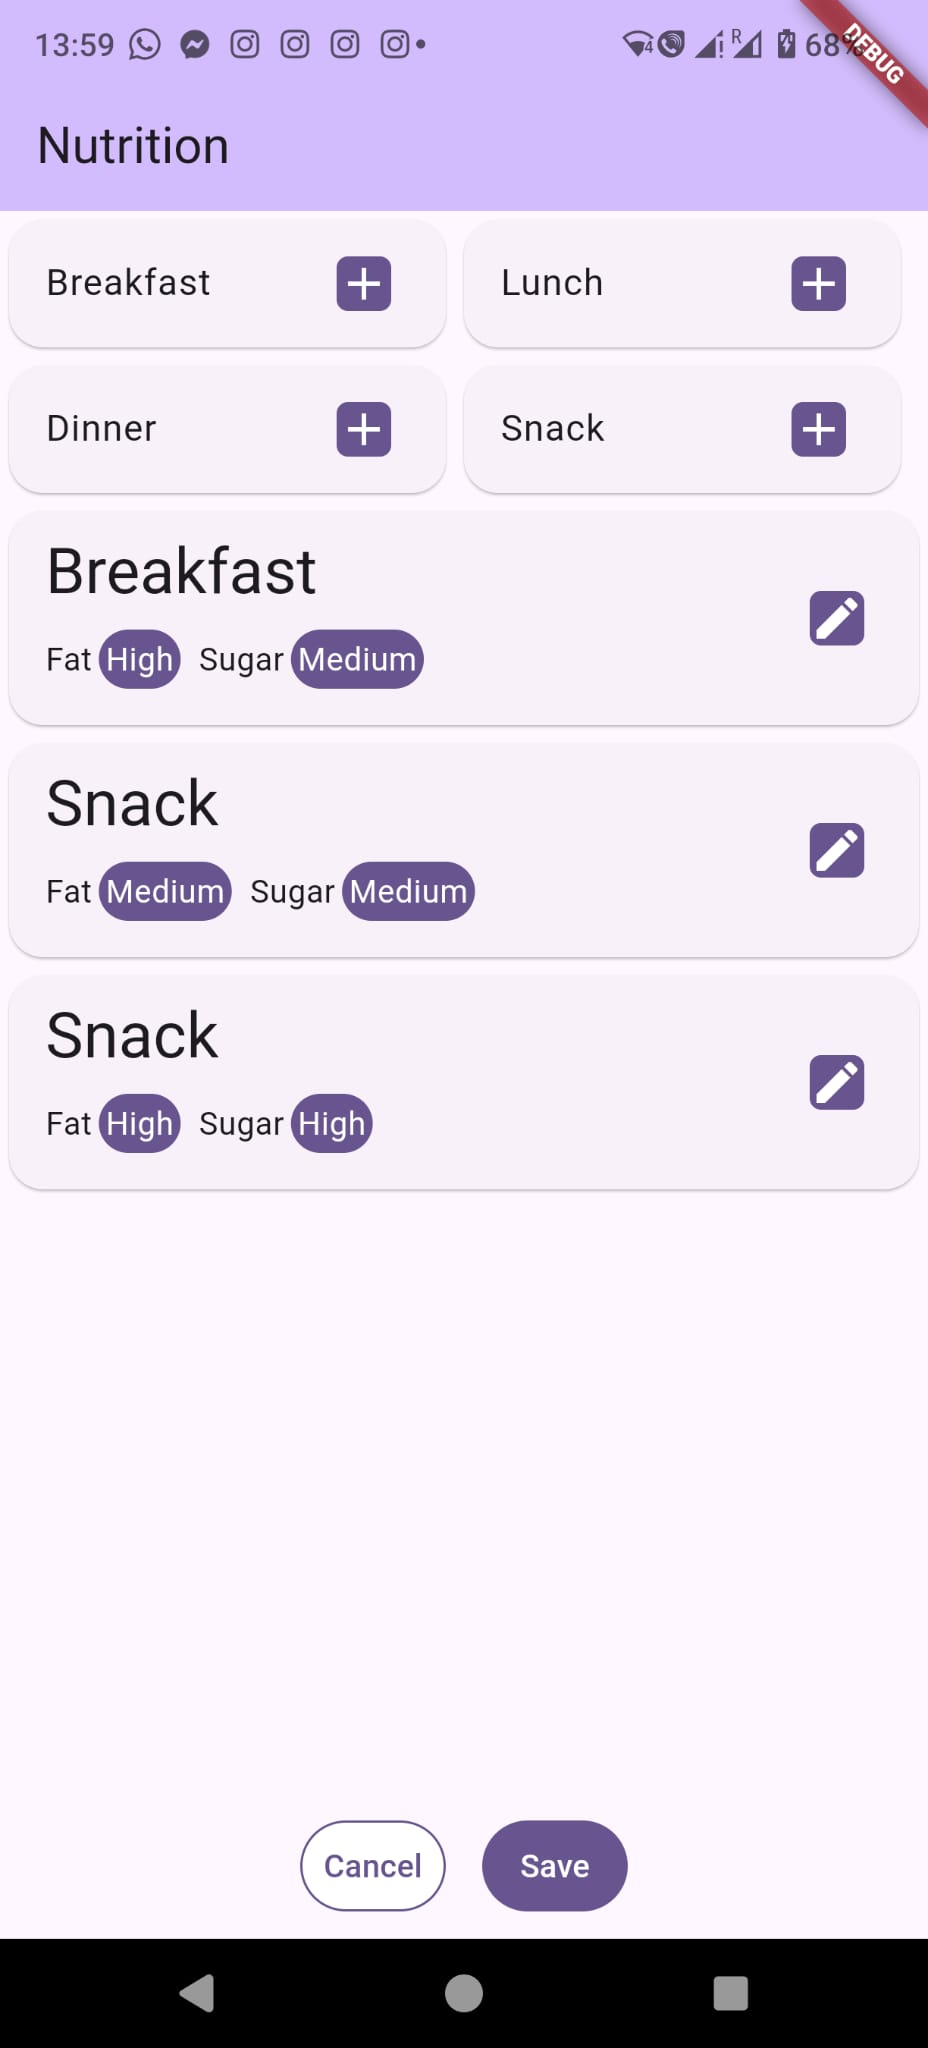 13:59
4 R 68%
DEBUG
Nutrition
Breakfast
Lunch
Dinner
Snack
Breakfast
Fat High Sugar Medium
Snack
Fat Medium Sugar Medium
Snack
Fat High Sugar High
Cancel Save